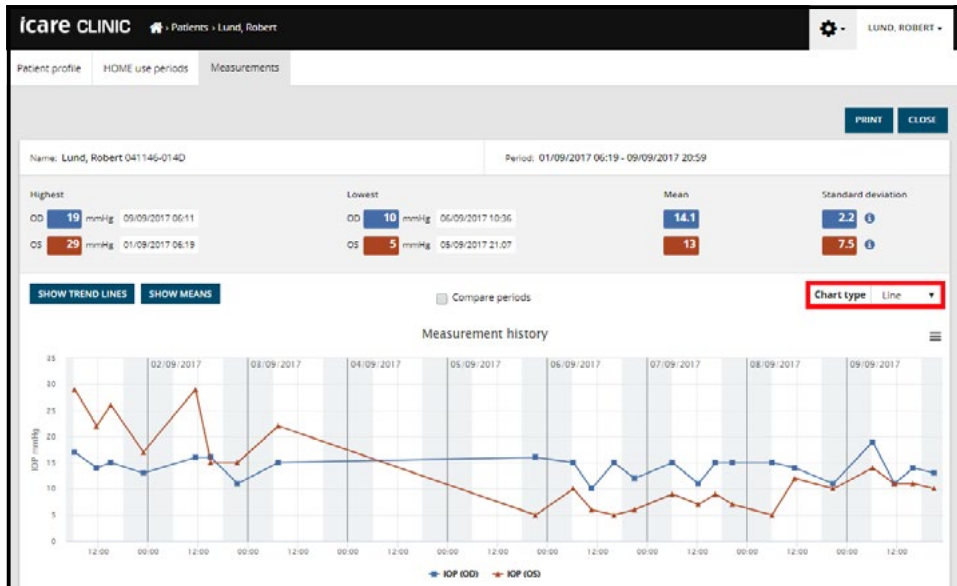 icare CLINIC › Patients › Lund, Robert LUND, ROBERT
Patient profile HOME use periods Measurements
PRINT CLOSE
Name: Lund, Robert 041146-014D Period: 01/09/2017 06:19 - 09/09/2017 20:59
Highest Lowest Mean Standard deviation
OD 19 mmHg 09/09/2017 06:11 OD 10 mmHg 06/09/2017 10:36 14.1 2.2
OS 29 mmHg 01/09/2017 06:19 OS 5 mmHg 05/09/2017 21:07 13 7.5
SHOW TREND LINES SHOW MEANS Compare periods Chart type Line
Measurement history
02/09/2017 03/09/2017 04/09/2017 05/09/2017 06/09/2017 07/09/2017 08/09/2017 09/09/2017
35
30
25
20
15
10
5
0
IOP mmHg
12:00 00:00 12:00 00:00 12:00 00:00 12:00 00:00 12:00 00:00 12:00 00:00 12:00 00:00 12:00 00:00 12:00
IOP (OD) IOP (OS)